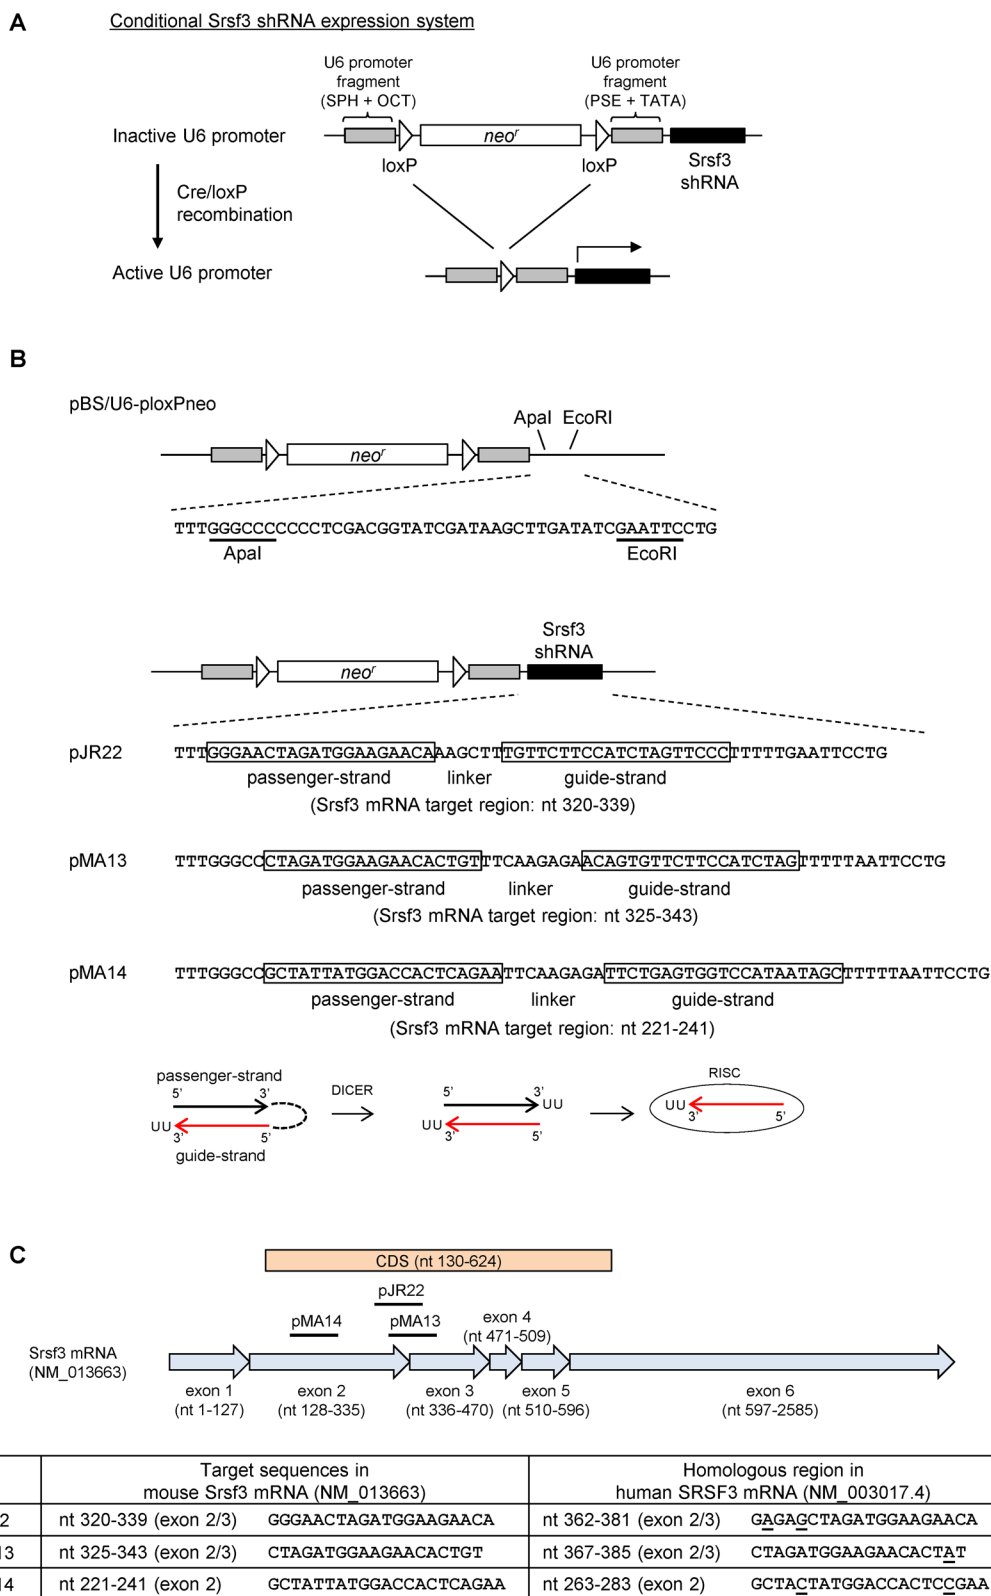 A
Conditional Srsf3 shRNA expression system
U6 promoter
fragment
(SPH + OCT)
U6 promoter
fragment
(PSE + TATA)
Inactive U6 promoter
neoʳ
loxP
loxP
Srsf3
shRNA
Cre/loxP
recombination
Active U6 promoter
B
pBS/U6-ploxPneo
ApaI EcoRI
neoʳ
TTTGGGCCCCCCCTCGACGGTATCGATAAGCTTGATATCGAATTCCTG
ApaI
EcoRI
Srsf3
shRNA
neoʳ
pJR22
TTTGGGAACTAGATGGAAGAACAAAGCTTTGTTCTTCCATCTAGTTCCCTTTTTGAATTCCTG
passenger-strand linker guide-strand
(Srsf3 mRNA target region: nt 320-339)
pMA13
TTTGGGCCCTAGATGGAAGAACACTGTTTCAAGAGAACAGTGTTCTTCCATCTAGTTTTTAATTCCTG
passenger-strand linker guide-strand
(Srsf3 mRNA target region: nt 325-343)
pMA14
TTTGGGCCGCTATTATGGACCACTCAGAATTCAAGAGATTCTGAGTGGTCCATAATAGCTTTTTAATTCCTG
passenger-strand linker guide-strand
(Srsf3 mRNA target region: nt 221-241)
passenger-strand
5’ 3’
UU
3’ 5’
guide-strand
DICER
5’ 3’
UU
UU
3’ 5’
RISC
UU
3’ 5’
C
CDS (nt 130-624)
pJR22
pMA14
pMA13
exon 4
(nt 471-509)
Srsf3 mRNA
(NM_013663)
exon 1
(nt 1-127)
exon 2
(nt 128-335)
exon 3
(nt 336-470)
exon 5
(nt 510-596)
exon 6
(nt 597-2585)
Target sequences in
mouse Srsf3 mRNA (NM_013663)
Homologous region in
human SRSF3 mRNA (NM_003017.4)
2 nt 320-339 (exon 2/3) GGGAACTAGATGGAAGAACA nt 362-381 (exon 2/3) GAGAGCTAGATGGAAGAACA
13 nt 325-343 (exon 2/3) CTAGATGGAAGAACACTGT nt 367-385 (exon 2/3) CTAGATGGAAGAACACTAT
14 nt 221-241 (exon 2) GCTATTATGGACCACTCAGAA nt 263-283 (exon 2) GCTACTATGGACCACTCCGAA